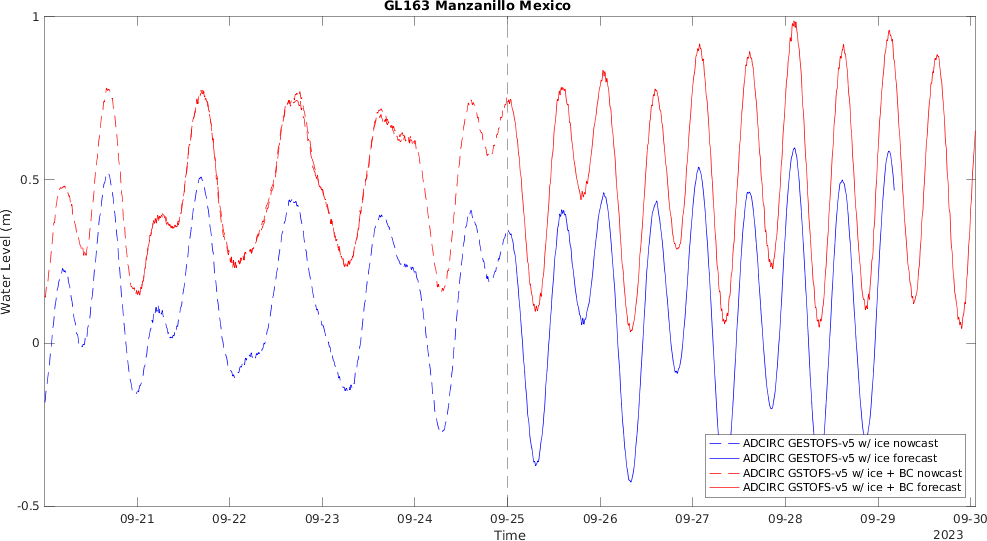 GL163 Manzanillo Mexico
1
0.5
0
-0.5
Water Level (m)
ADCIRC GESTOFS-v5 w/ ice nowcast
ADCIRC GESTOFS-v5 w/ ice forecast
ADCIRC GSTOFS-v5 w/ ice + BC nowcast
ADCIRC GSTOFS-v5 w/ ice + BC forecast
09-21 09-22 09-23 09-24 09-25 09-26 09-27 09-28 09-29 09-30
Time
2023